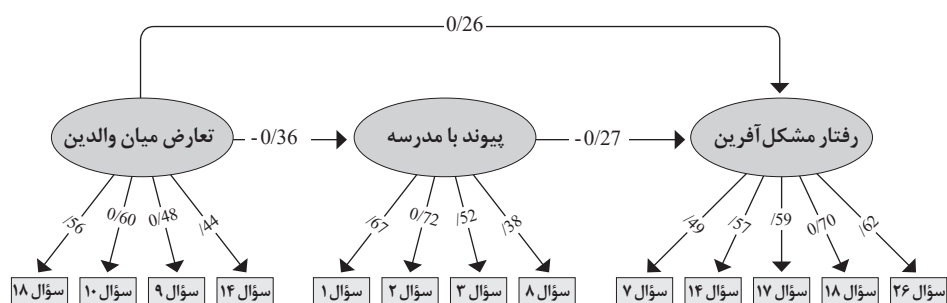 0/26
تعارض میان والدین
-0/36
پیوند با مدرسه
-0/27
رفتار مشکل‌آفرین
/56
0/60
0/48
/44
/67
0/72
/52
/38
/49
/57
/59
0/70
/62
سؤال ۱۸
سؤال ۱۰
سؤال ۹
سؤال ۱۴
سؤال ۱
سؤال ۲
سؤال ۳
سؤال ۸
سؤال ۷
سؤال ۱۴
سؤال ۱۷
سؤال ۱۸
سؤال ۲۶